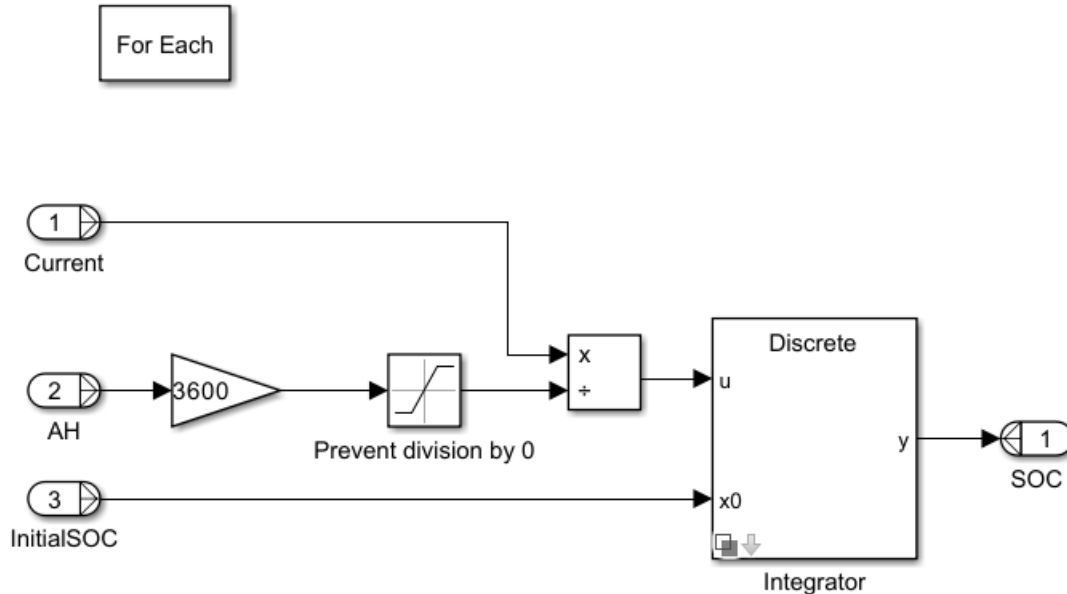 For Each
1
Current
2
AH
3600
Prevent division by 0
3
InitialSOC
x
÷
Discrete
u
x0
y
Integrator
1
SOC